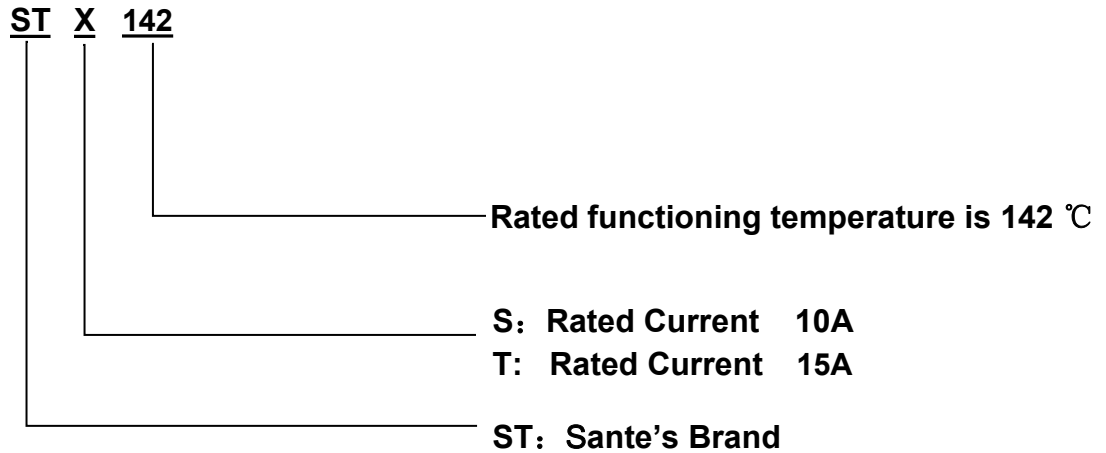 ST X 142
Rated functioning temperature is 142 ℃
S：Rated Current 10A
T: Rated Current 15A
ST：Sante’s Brand